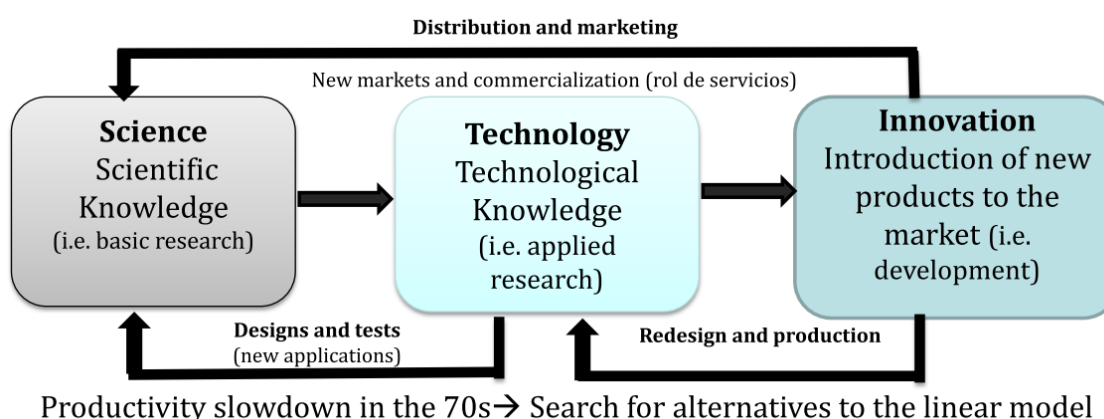 Distribution and marketing
New markets and commercialization (rol de servicios)
Science
Scientific
Knowledge
(i.e. basic research)
Technology
Technological
Knowledge
(i.e. applied
research)
Innovation
Introduction of new
products to the
market (i.e.
development)
Designs and tests
(new applications)
Redesign and production
Productivity slowdown in the 70s→ Search for alternatives to the linear model